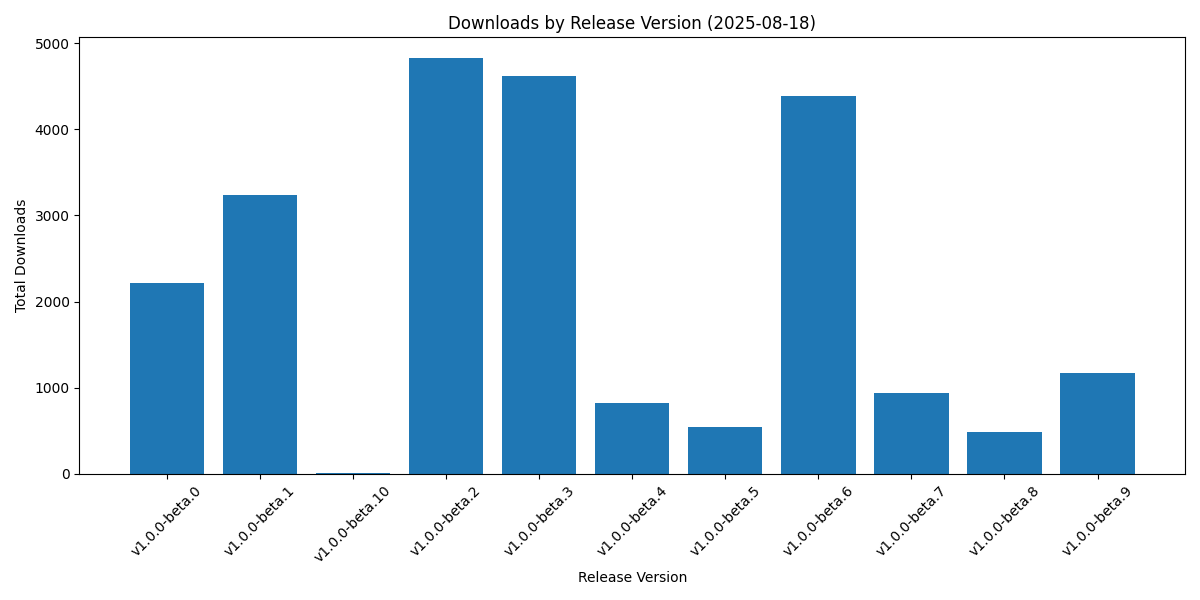 Downloads by Release Version (2025-08-18)
Total Downloads
5000
4000
3000
2000
1000
0
v1.0.0-beta.0
v1.0.0-beta.1
v1.0.0-beta.10
v1.0.0-beta.2
v1.0.0-beta.3
v1.0.0-beta.4
v1.0.0-beta.5
v1.0.0-beta.6
v1.0.0-beta.7
v1.0.0-beta.8
v1.0.0-beta.9
Release Version